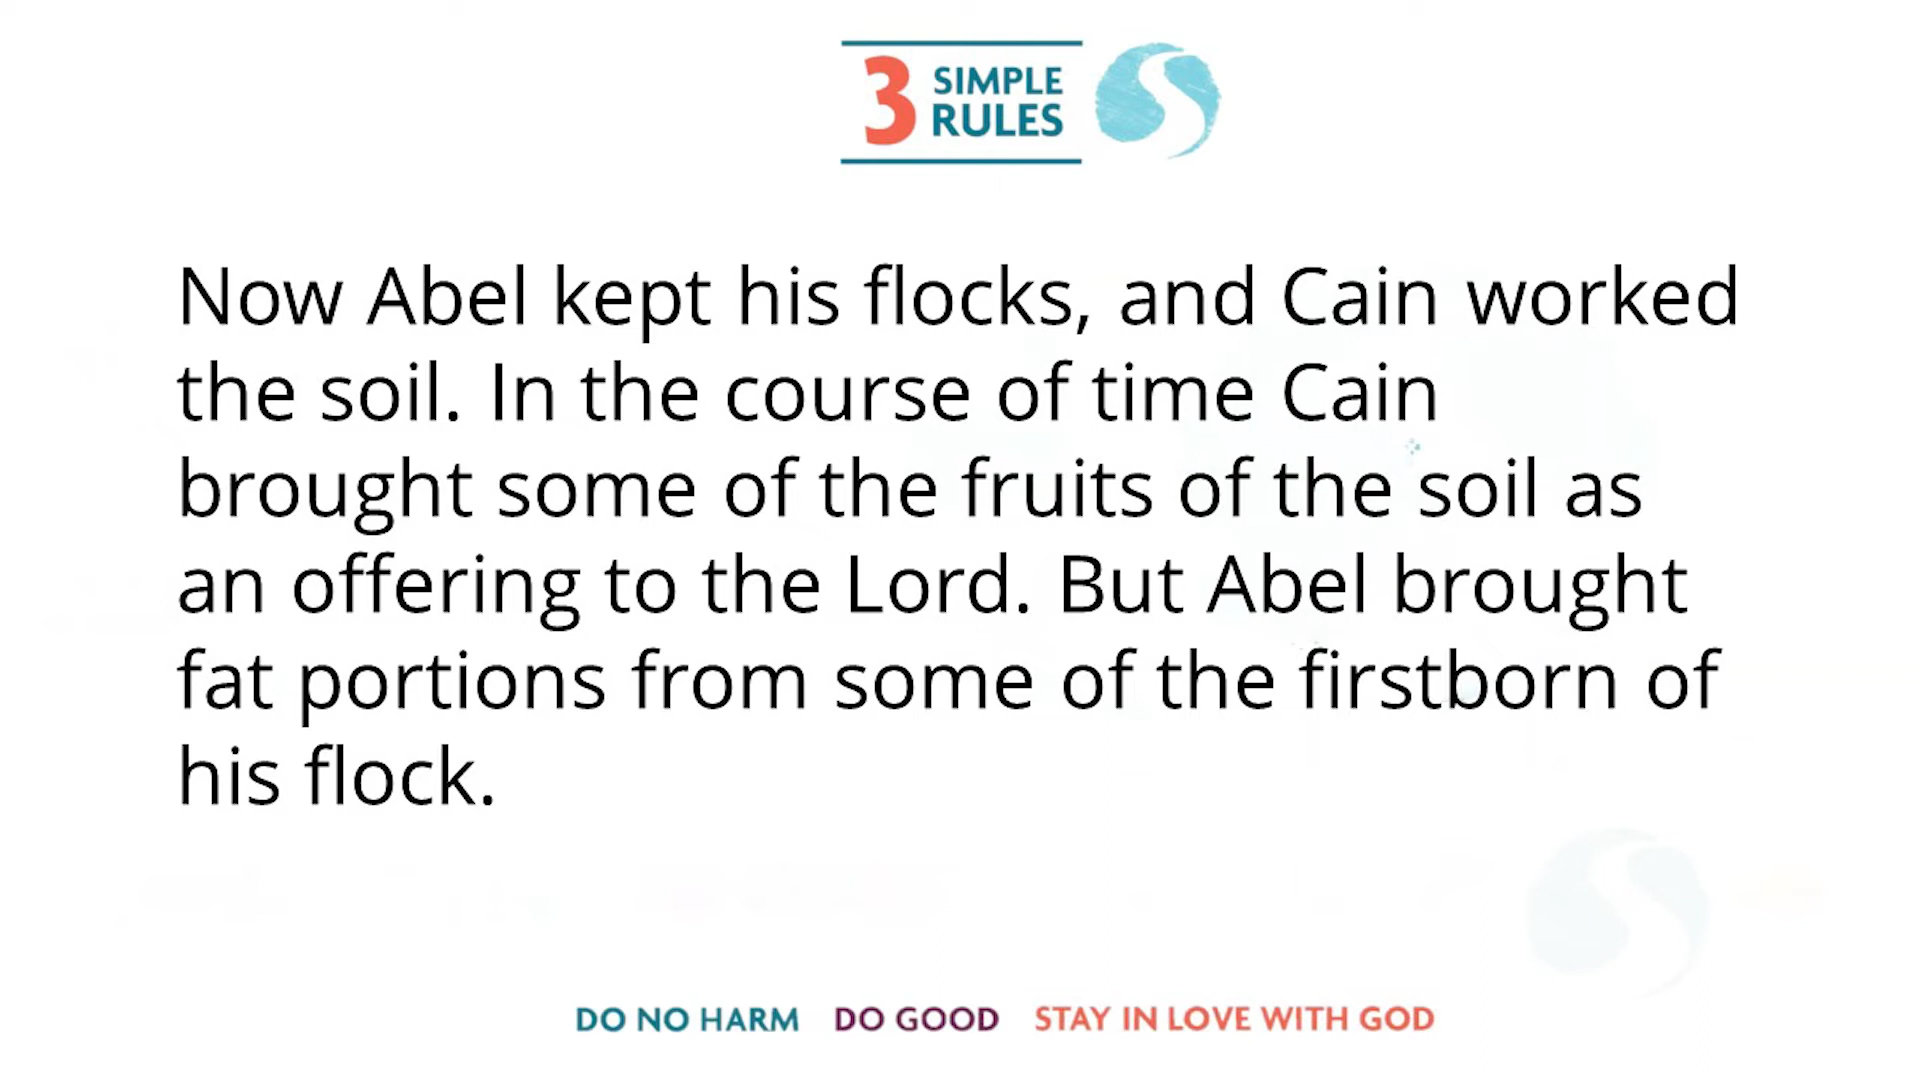 3 SIMPLE
RULES
Now Abel kept his flocks, and Cain worked
the soil. In the course of time Cain
brought some of the fruits of the soil as
an offering to the Lord. But Abel brought
fat portions from some of the firstborn of
his flock.
DO NO HARM DO GOOD STAY IN LOVE WITH GOD